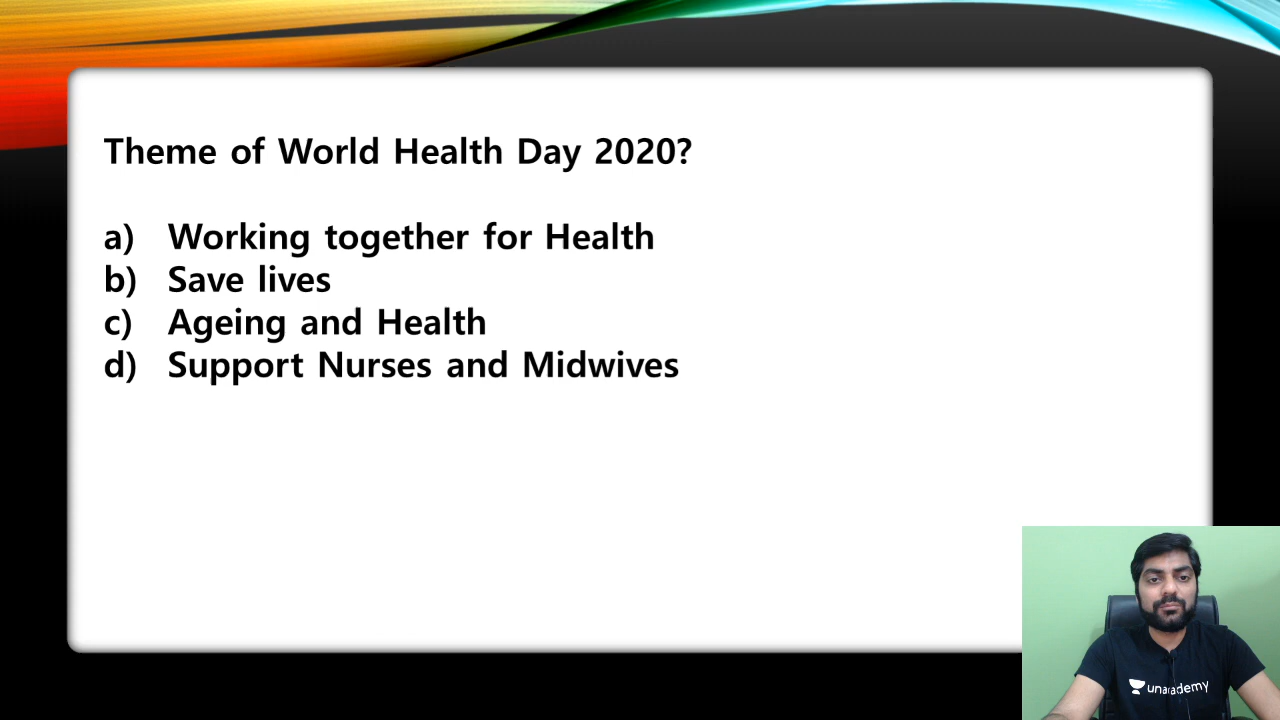 Theme of World Health Day 2020?
a) Working together for Health
b) Save lives
c) Ageing and Health
d) Support Nurses and Midwives
unacademy